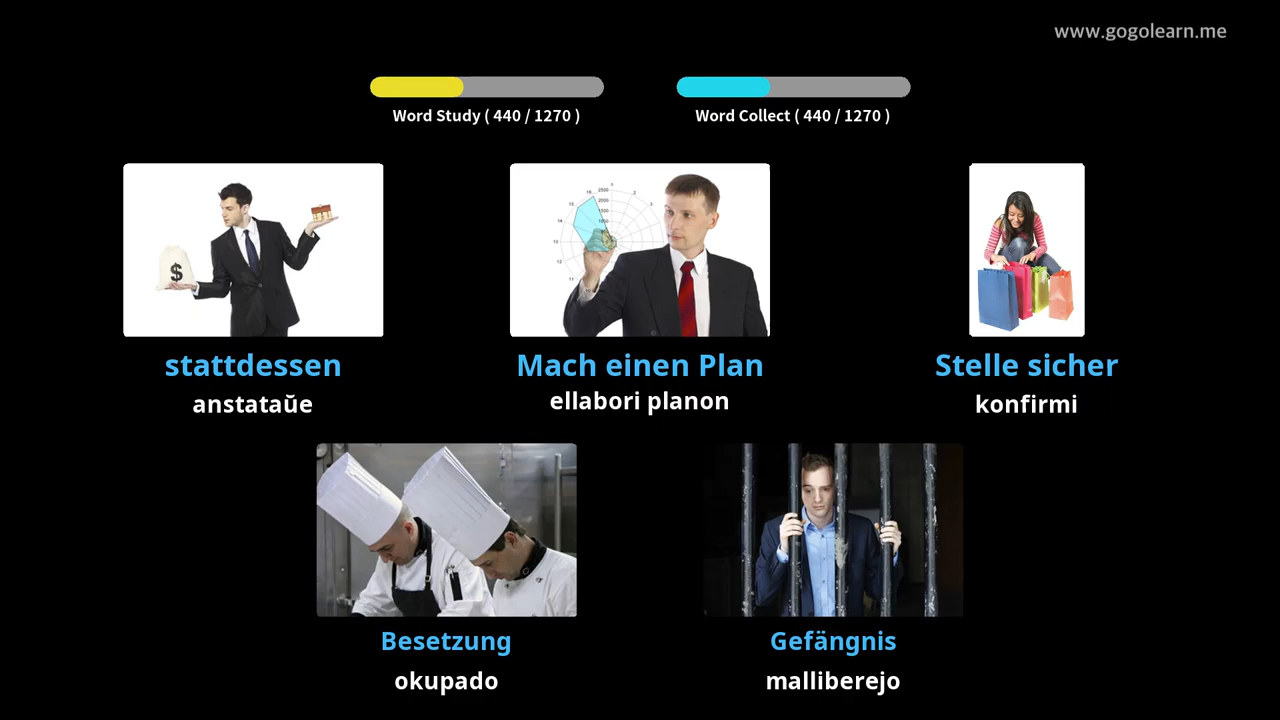 www.gogolearn.me
Word Study ( 440 / 1270 )
Word Collect ( 440 / 1270 )
$
stattdessen
Mach einen Plan
Stelle sicher
anstataŭe
ellabori planon
konfirmi
Besetzung
Gefängnis
okupado
malliberejo